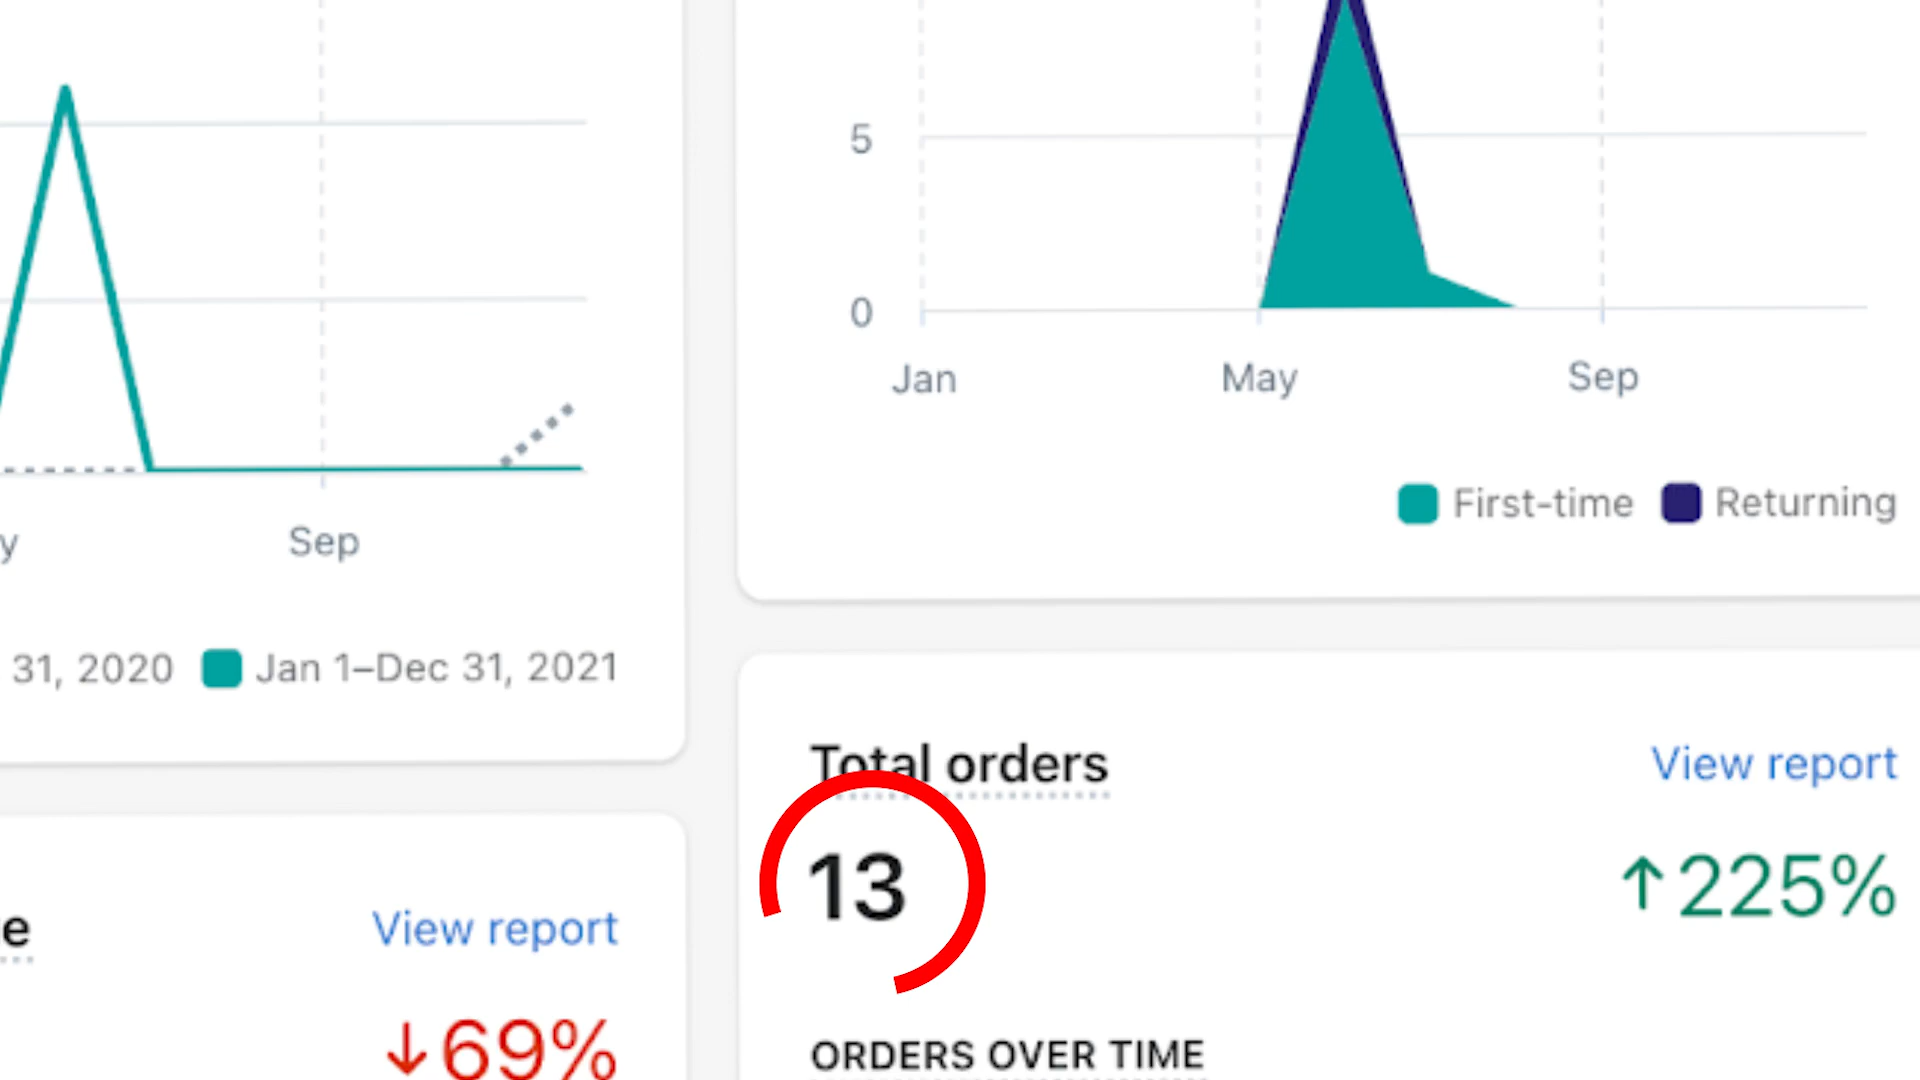 5
0
Jan May Sep
First-time Returning
Sep
31, 2020 Jan 1–Dec 31, 2021
Total orders View report
13 ↑225%
ORDERS OVER TIME
View report
↓69%